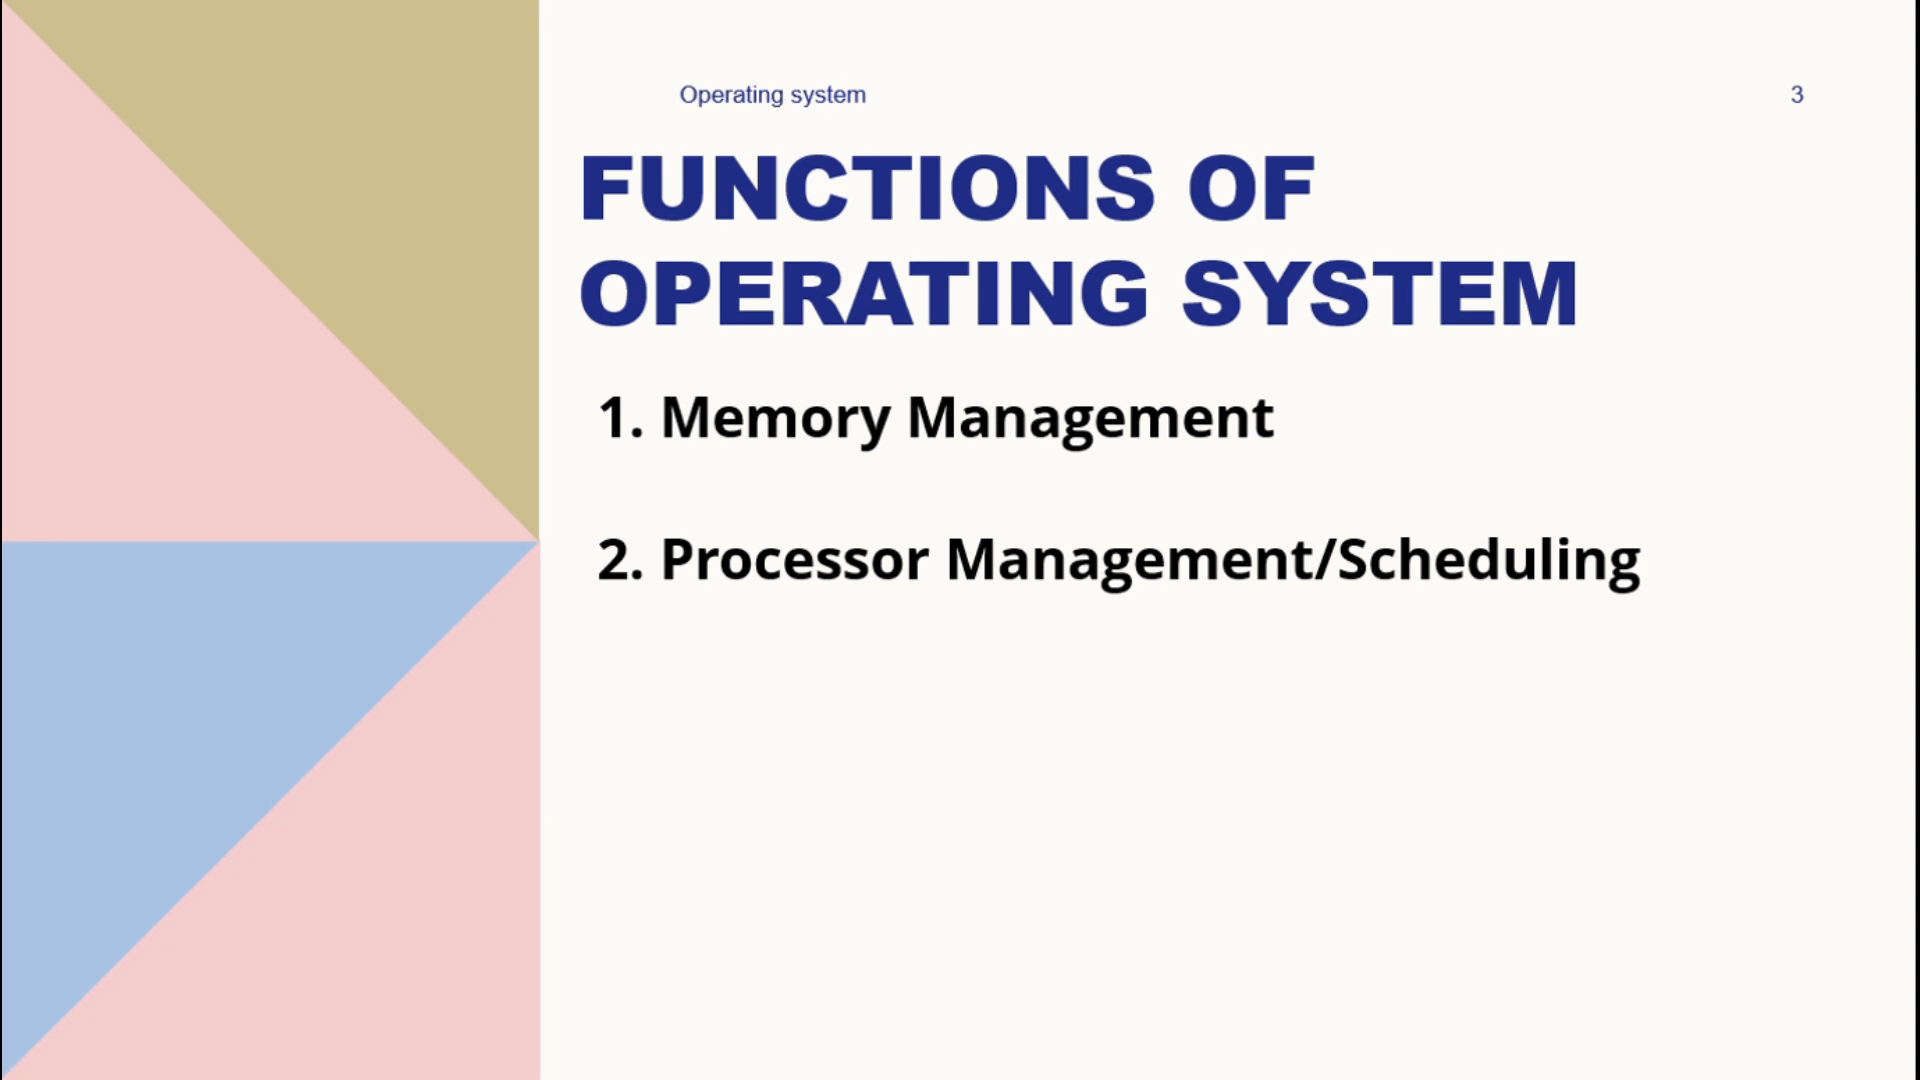 Operating system
3
FUNCTIONS OF
OPERATING SYSTEM
1. Memory Management
2. Processor Management/Scheduling